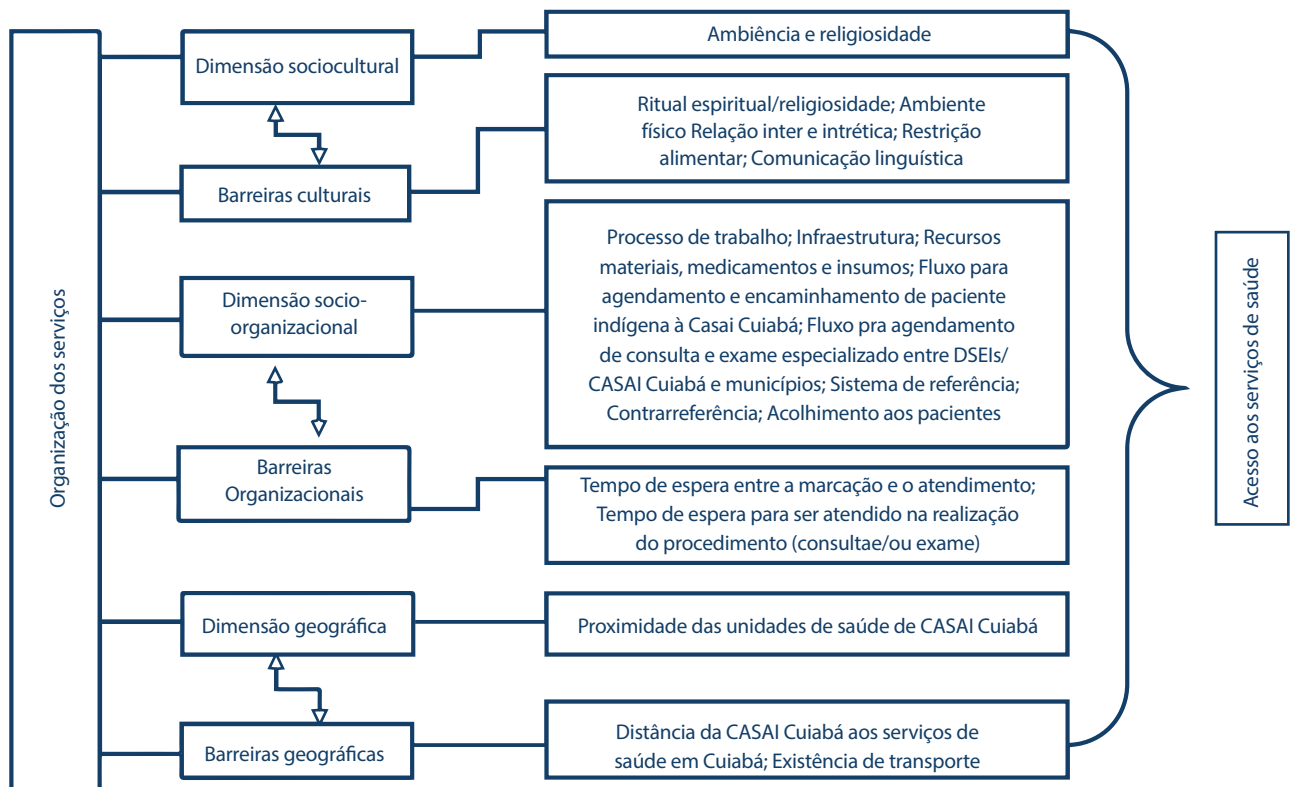 Organização dos serviços
Dimensão sociocultural
Ambiência e religiosidade
Barreiras culturais
Ritual espiritual/religiosidade; Ambiente
físico Relação inter e intrética; Restrição
alimentar; Comunicação linguística
Dimensão socio-
organizacional
Processo de trabalho; Infraestrutura; Recursos
materiais, medicamentos e insumos; Fluxo para
agendamento e encaminhamento de paciente
indígena à Casai Cuiabá; Fluxo pra agendamento
de consulta e exame especializado entre DSEIs/
CASAI Cuiabá e municípios; Sistema de referência;
Contrarreferência; Acolhimento aos pacientes
Barreiras
Organizacionais
Tempo de espera entre a marcação e o atendimento;
Tempo de espera para ser atendido na realização
do procedimento (consultae/ou exame)
Dimensão geográfica
Proximidade das unidades de saúde de CASAI Cuiabá
Barreiras geográficas
Distância da CASAI Cuiabá aos serviços de
saúde em Cuiabá; Existência de transporte
Acesso aos serviços de saúde